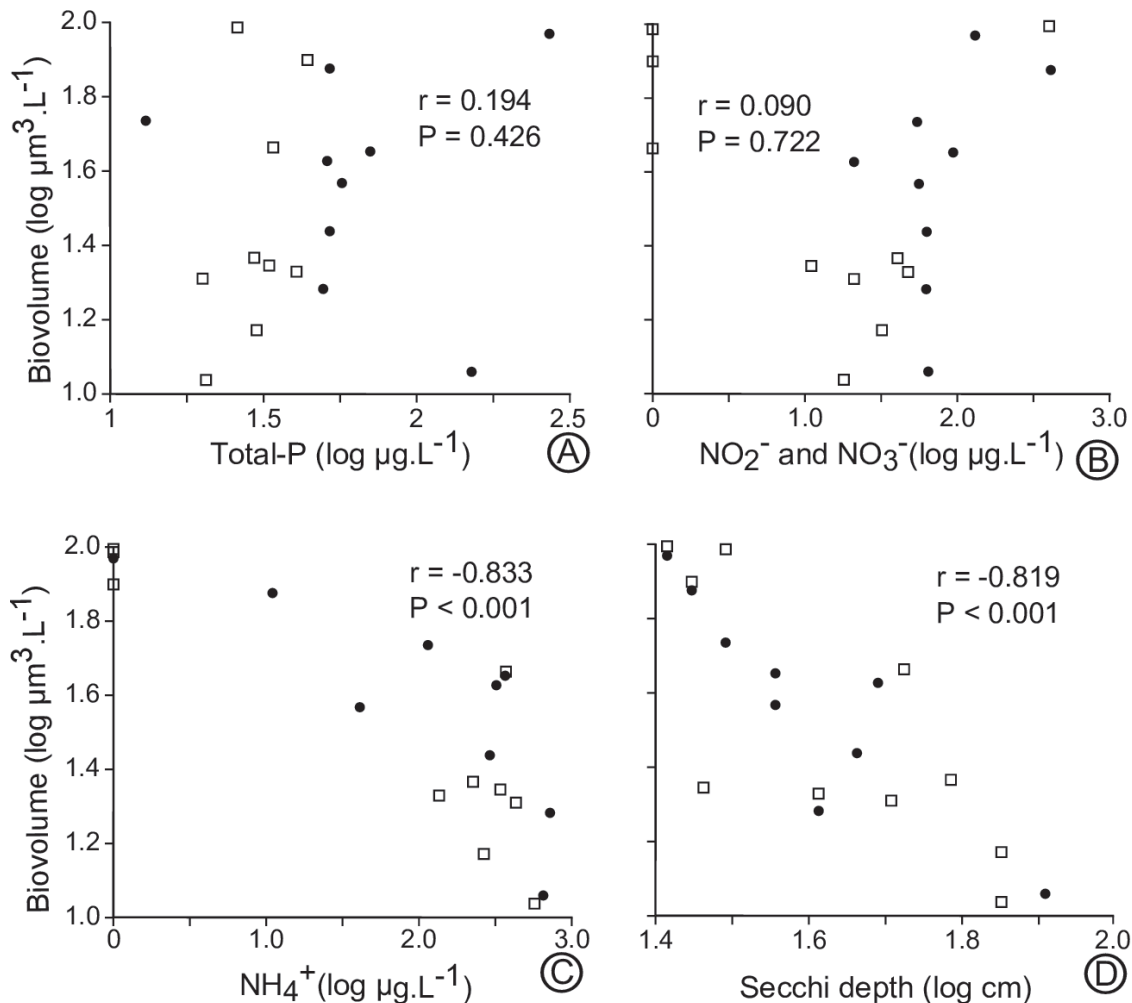 2.0
1.8
1.6
1.4
1.2
1.0
Biovolume (log µm³.L⁻¹)
r = 0.194
P = 0.426
1 1.5 2 2.5
Total-P (log µg.L⁻¹)
A
r = 0.090
P = 0.722
0 1.0 2.0 3.0
NO₂⁻ and NO₃⁻(log µg.L⁻¹)
B
2.0
1.8
1.6
1.4
1.2
1.0
Biovolume (log µm³.L⁻¹)
r = -0.833
P < 0.001
0 1.0 2.0 3.0
NH₄⁺(log µg.L⁻¹)
C
r = -0.819
P < 0.001
1.4 1.6 1.8 2.0
Secchi depth (log cm)
D